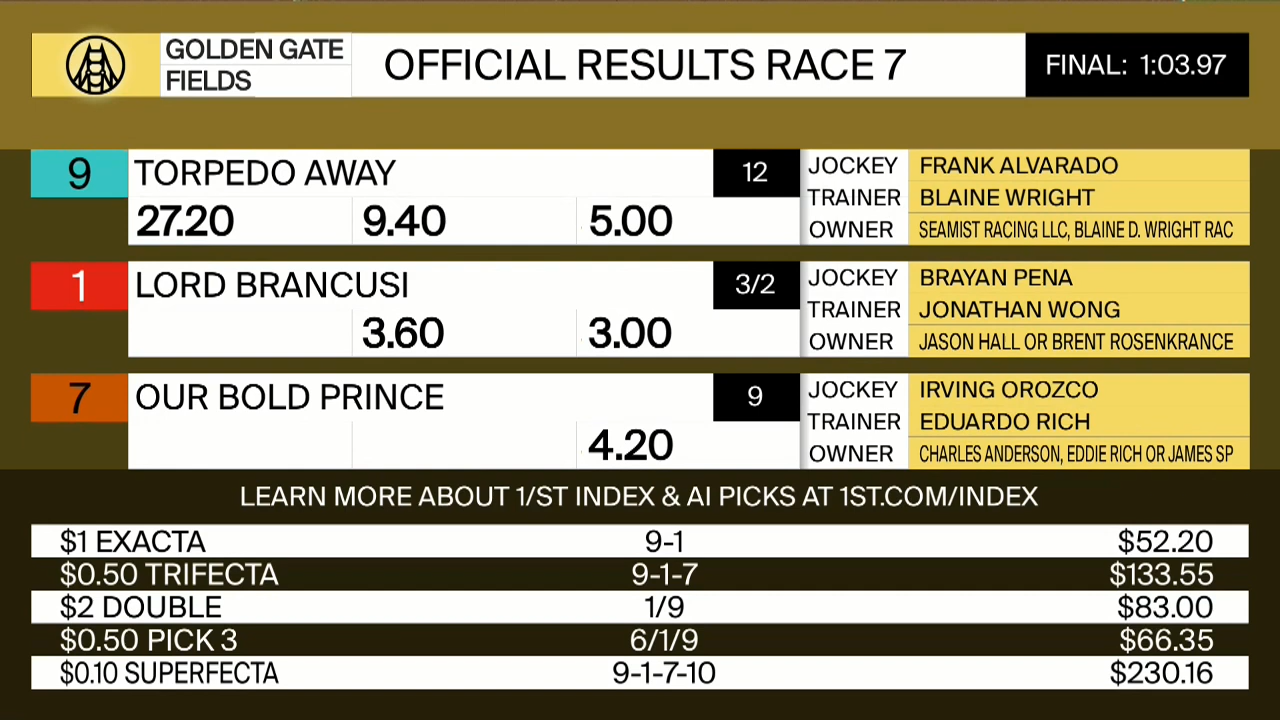 GOLDEN GATE
FIELDS
OFFICIAL RESULTS RACE 7
FINAL: 1:03.97
9 TORPEDO AWAY 12
27.20 9.40 5.00
JOCKEY FRANK ALVARADO
TRAINER BLAINE WRIGHT
OWNER SEAMIST RACING LLC, BLAINE D. WRIGHT RAC
1 LORD BRANCUSI 3/2
3.60 3.00
JOCKEY BRAYAN PENA
TRAINER JONATHAN WONG
OWNER JASON HALL OR BRENT ROSENKRANCE
7 OUR BOLD PRINCE 9
4.20
JOCKEY IRVING OROZCO
TRAINER EDUARDO RICH
OWNER CHARLES ANDERSON, EDDIE RICH OR JAMES SP
LEARN MORE ABOUT 1/ST INDEX & AI PICKS AT 1ST.COM/INDEX
$1 EXACTA 9-1 $52.20
$0.50 TRIFECTA 9-1-7 $133.55
$2 DOUBLE 1/9 $83.00
$0.50 PICK 3 6/1/9 $66.35
$0.10 SUPERFECTA 9-1-7-10 $230.16